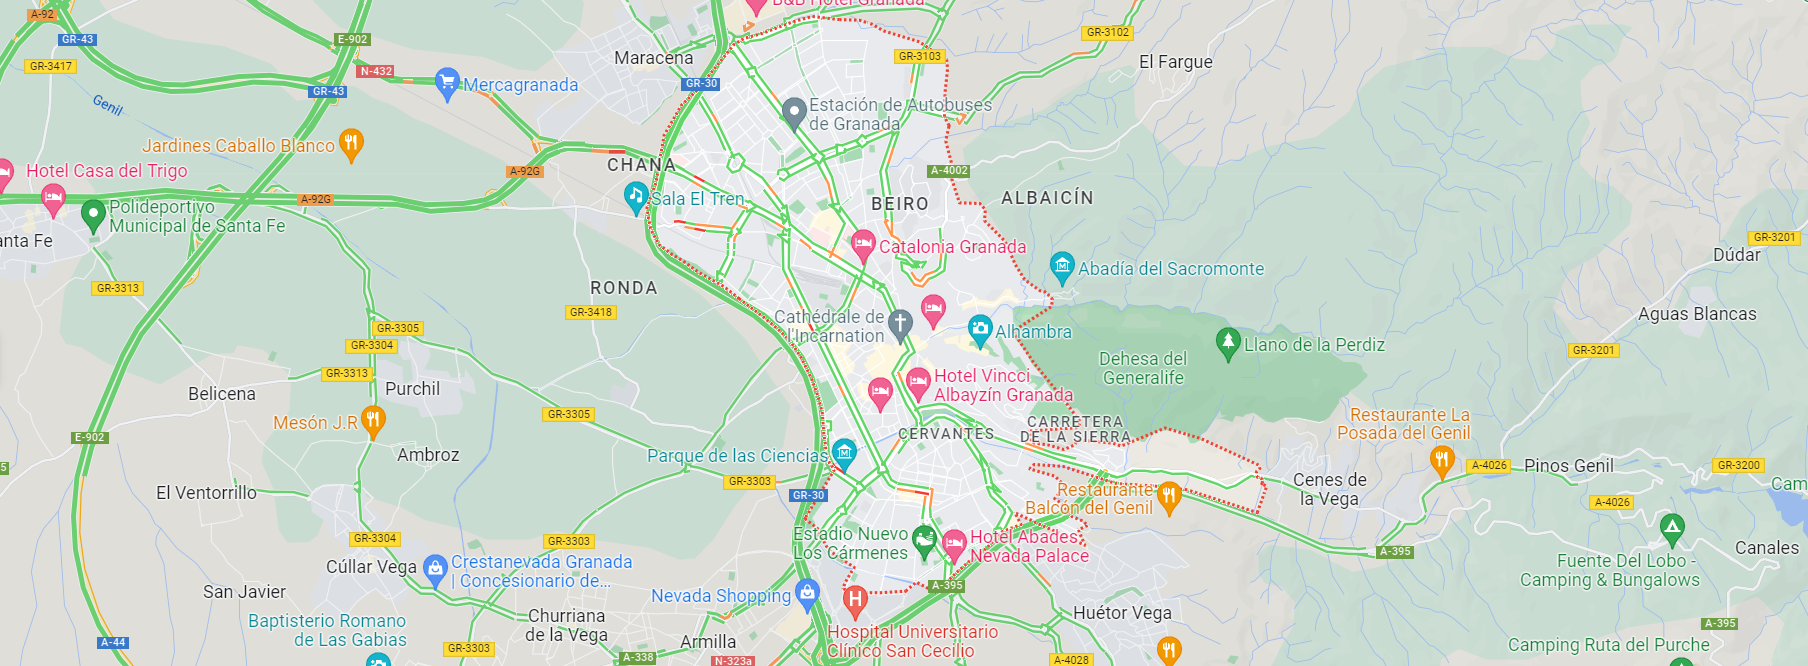 B&B Hotel Granada
A-92
GR-43
E-902
GR-3102
GR-3417
N-432
Maracena
GR-3103
El Fargue
GR-43
Mercagranada
GR-30
Genil
Estación de Autobuses
de Granada
Jardines Caballo Blanco
Hotel Casa del Trigo
A-92G
CHANA
A-4002
A-92G
Sala El Tren
BEIRO
ALBAICÍN
Polideportivo
Municipal de Santa Fe
anta Fe
GR-3201
Catalonia Granada
Dúdar
Abadía del Sacromonte
GR-3313
RONDA
GR-3418
Cathédrale de
l'Incarnation
Alhambra
Aguas Blancas
GR-3305
GR-3304
Llano de la Perdiz
GR-3201
Dehesa del
Generalife
GR-3313
Purchil
Belicena
Hotel Vincci
Albayzín Granada
GR-3305
Mesón J.R
CERVANTES
CARRETERA
DE LA SIERRA
Restaurante La
Posada del Genil
E-902
Ambroz
Parque de las Ciencias
5
A-4026
Pinos Genil
GR-3200
GR-3303
Cenes de
la Vega
Cam
El Ventorrillo
GR-30
Restaurante
Balcón del Genil
A-4026
Estadio Nuevo
Los Cármenes
Hotel Abades
Nevada Palace
GR-3304
GR-3303
A-395
Canales
Cúllar Vega
Crestanevada Granada
| Concesionario de...
Fuente Del Lobo -
Camping & Bungalows
San Javier
Nevada Shopping
A-395
Churriana
de la Vega
Huétor Vega
Baptisterio Romano
de Las Gabias
Hospital Universitario
Clínico San Cecilio
A-395
A-44
GR-3303
Armilla
Camping Ruta del Purche
A-338
N-323a
A-4028